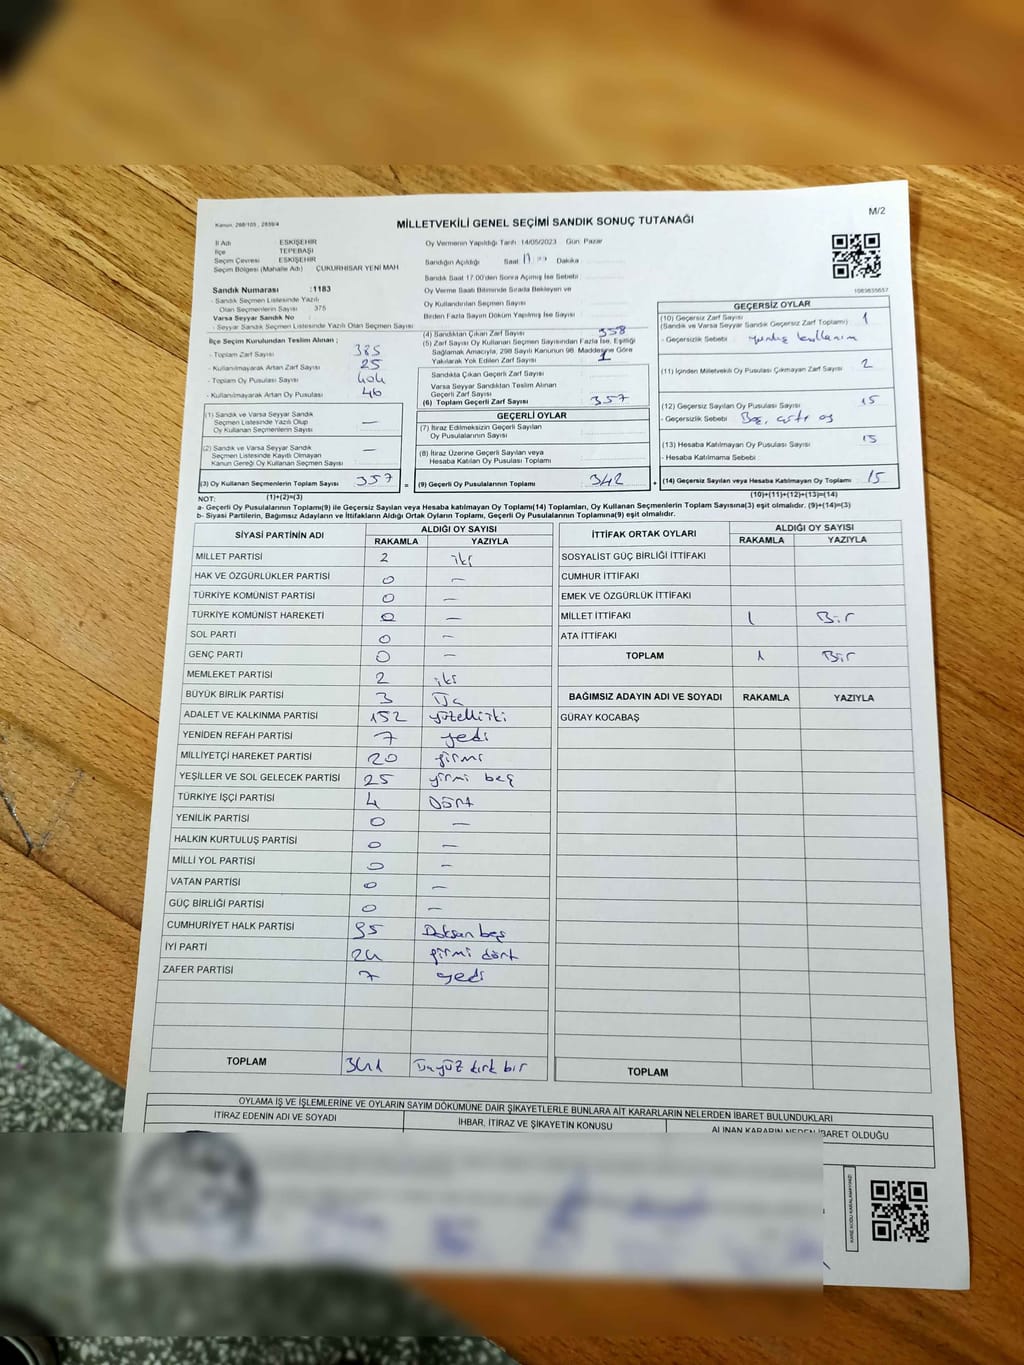 Kanun: 298/105 , 2839/4
MİLLETVEKİLİ GENEL SEÇİMİ SANDIK SONUÇ TUTANAĞI
M/2
İl Adı ESKİŞEHİR
İlçe TEPEBAŞI
Seçim Çevresi ESKİŞEHİR
Seçim Bölgesi (Mahalle Adı) ÇUKURHİSAR YENİ MAH
Sandık Numarası :1183
- Sandık Seçmen Listesinde Yazılı
Olan Seçmenlerin Sayısı 375
Varsa Seyyar Sandık No
- Seyyar Sandık Seçmen Listesinde Yazılı Olan Seçmen Sayısı
İlçe Seçim Kurulundan Teslim Alınan ;
- Toplam Zarf Sayısı 385
- Kullanılmayarak Artan Zarf Sayısı 25
- Toplam Oy Pusulası Sayısı 404
- Kullanılmayarak Artan Oy Pusulası 46
(1) Sandık ve Varsa Seyyar Sandık
Seçmen Listesinde Yazılı Olup
Oy Kullanan Seçmenlerin Sayısı —
(2) Sandık ve Varsa Seyyar Sandık
Seçmen Listesinde Kayıtlı Olmayan
Kanun Gereği Oy Kullanan Seçmen Sayısı —
(3) Oy Kullanan Seçmenlerin Toplam Sayısı 357 =
(1)+(2)=(3)
Oy Vermenin Yapıldığı Tarih 14/05/2023 Gün: Pazar
Sandığın Açıldığı Saat Dakika
Sandık Saat 17:00'den Sonra Açılmış İse Sebebi
Oy Verme Saati Bitiminde Sırada Bekleyen ve
Oy Kullandırılan Seçmen Sayısı
Birden Fazla Sayım Döküm Yapılmış İse Sayısı
(4) Sandıktan Çıkan Zarf Sayısı 358
(5) Zarf Sayısı Oy Kullanan Seçmen Sayısından Fazla İse, Eşitliği
Sağlamak Amacıyla, 298 Sayılı Kanunun 98. Maddesine Göre
Yakılarak Yok Edilen Zarf Sayısı 1
Sandıkta Çıkan Geçerli Zarf Sayısı
Varsa Seyyar Sandıktan Teslim Alınan
Geçerli Zarf Sayısı
(6) Toplam Geçerli Zarf Sayısı 357
GEÇERLİ OYLAR
(7) İtiraz Edilmeksizin Geçerli Sayılan
Oy Pusulalarının Sayısı
(8) İtiraz Üzerine Geçerli Sayılan veya
Hesaba Katılan Oy Pusulası Toplamı
(9) Geçerli Oy Pusulalarının Toplamı 342 +
1083835657
GEÇERSİZ OYLAR
(10) Geçersiz Zarf Sayısı 1
(Sandık ve Varsa Seyyar Sandık Geçersiz Zarf Toplamı)
- Geçersizlik Sebebi
(11) İçinden Milletvekili Oy Pusulası Çıkmayan Zarf Sayısı 2
(12) Geçersiz Sayılan Oy Pusulası Sayısı 15
- Geçersizlik Sebebi
(13) Hesaba Katılmayan Oy Pusulası Sayısı 15
- Hesaba Katılmama Sebebi
(14) Geçersiz Sayılan veya Hesaba Katılmayan Oy Toplamı 15
(10)+(11)+(12)+(13)=(14)
NOT:
a- Geçerli Oy Pusulalarının Toplamı(9) ile Geçersiz Sayılan veya Hesaba katılmayan Oy Toplamı(14) Toplamları, Oy Kullanan Seçmenlerin Toplam Sayısına(3) eşit olmalıdır. (9)+(14)=(3)
b- Siyasi Partilerin, Bağımsız Adayların ve İttifakların Aldığı Ortak Oyların Toplamı, Geçerli Oy Pusulalarının Toplamına(9) eşit olmalıdır.
SİYASİ PARTİNİN ADI ALDIĞI OY SAYISI
RAKAMLA YAZIYLA
MİLLET PARTİSİ 2 iki
HAK VE ÖZGÜRLÜKLER PARTİSİ 0 —
TÜRKİYE KOMÜNİST PARTİSİ 0 —
TÜRKİYE KOMÜNİST HAREKETİ 0 —
SOL PARTİ 0 —
GENÇ PARTİ 0 —
MEMLEKET PARTİSİ 2 iki
BÜYÜK BİRLİK PARTİSİ 3 Üç
ADALET VE KALKINMA PARTİSİ 152 yüzelliiki
YENİDEN REFAH PARTİSİ 7 yedi
MİLLİYETÇİ HAREKET PARTİSİ 20 yirmi
YEŞİLLER VE SOL GELECEK PARTİSİ 25 yirmi beş
TÜRKİYE İŞÇİ PARTİSİ 4 DÖRT
YENİLİK PARTİSİ 0 —
HALKIN KURTULUŞ PARTİSİ 0 —
MİLLİ YOL PARTİSİ 0 —
VATAN PARTİSİ 0 —
GÜÇ BİRLİĞİ PARTİSİ 0 —
CUMHURİYET HALK PARTİSİ 95 Doksan beş
İYİ PARTİ 24 yirmi dört
ZAFER PARTİSİ 7 yedi
TOPLAM 341 üçyüz kırk bir
İTTİFAK ORTAK OYLARI ALDIĞI OY SAYISI
RAKAMLA YAZIYLA
SOSYALİST GÜÇ BİRLİĞİ İTTİFAKI
CUMHUR İTTİFAKI
EMEK VE ÖZGÜRLÜK İTTİFAKI
MİLLET İTTİFAKI 1 Bir
ATA İTTİFAKI
TOPLAM 1 Bir
BAĞIMSIZ ADAYIN ADI VE SOYADI RAKAMLA YAZIYLA
GÜRAY KOCABAŞ
TOPLAM
OYLAMA İŞ VE İŞLEMLERİNE VE OYLARIN SAYIM DÖKÜMÜNE DAİR ŞİKAYETLERLE BUNLARA AİT KARARLARIN NELERDEN İBARET BULUNDUKLARI
İTİRAZ EDENİN ADI VE SOYADI İHBAR, İTİRAZ VE ŞİKAYETİN KONUSU ALINAN KARARIN NEDEN İBARET OLDUĞU
KARE KODU KARALAMAYINIZ!